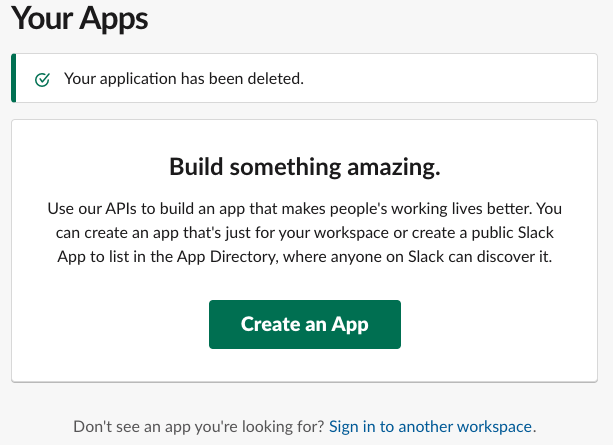 Your Apps
Your application has been deleted.
Build something amazing.
Use our APIs to build an app that makes people's working lives better. You
can create an app that's just for your workspace or create a public Slack
App to list in the App Directory, where anyone on Slack can discover it.
Create an App
Don't see an app you're looking for? Sign in to another workspace.